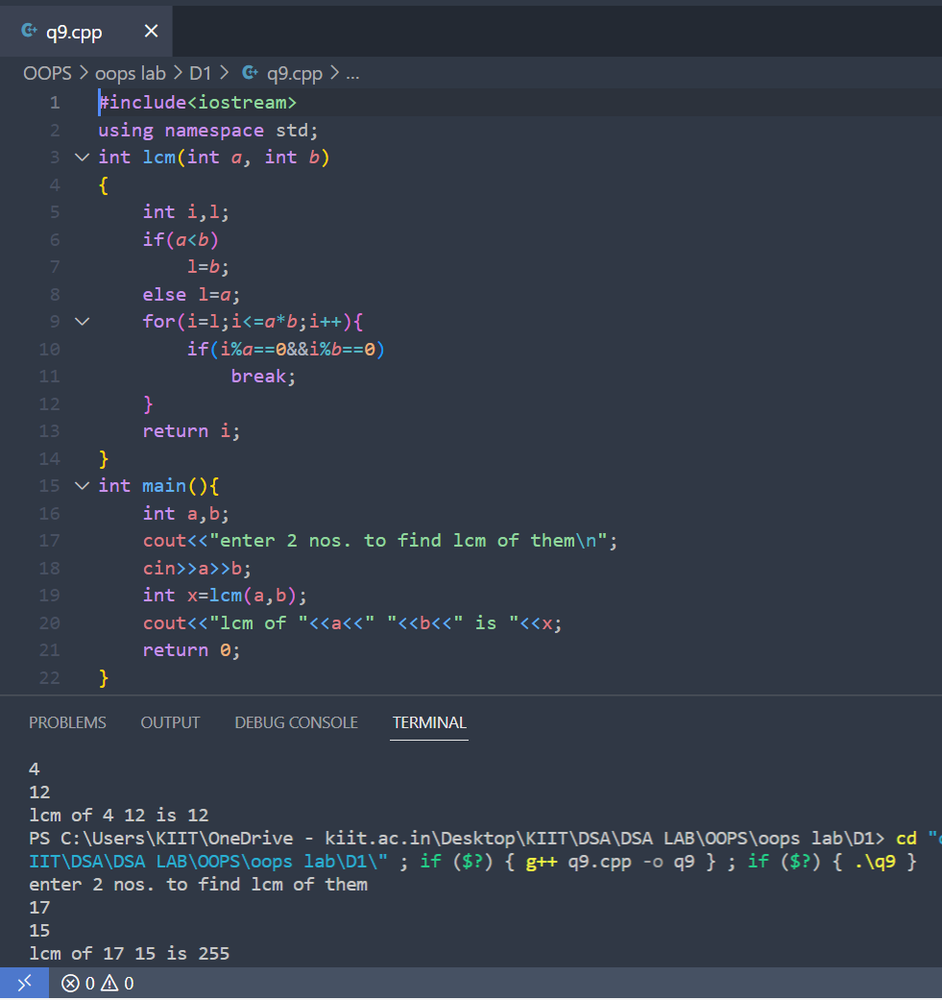 q9.cpp
OOPS > oops lab > D1 > q9.cpp > ...
1 #include<iostream>
2 using namespace std;
3 int lcm(int a, int b)
4 {
5 int i,l;
6 if(a<b)
7 l=b;
8 else l=a;
9 for(i=l;i<=a*b;i++){
10 if(i%a==0&&i%b==0)
11 break;
12 }
13 return i;
14 }
15 int main(){
16 int a,b;
17 cout<<"enter 2 nos. to find lcm of them\n";
18 cin>>a>>b;
19 int x=lcm(a,b);
20 cout<<"lcm of "<<a<<" "<<b<<" is "<<x;
21 return 0;
22 }
PROBLEMS OUTPUT DEBUG CONSOLE TERMINAL
4
12
lcm of 4 12 is 12
PS C:\Users\KIIT\OneDrive - kiit.ac.in\Desktop\KIIT\DSA\DSA LAB\OOPS\oops lab\D1> cd "
IIT\DSA\DSA LAB\OOPS\oops lab\D1\" ; if ($?) { g++ q9.cpp -o q9 } ; if ($?) { .\q9 }
enter 2 nos. to find lcm of them
17
15
lcm of 17 15 is 255
0 0